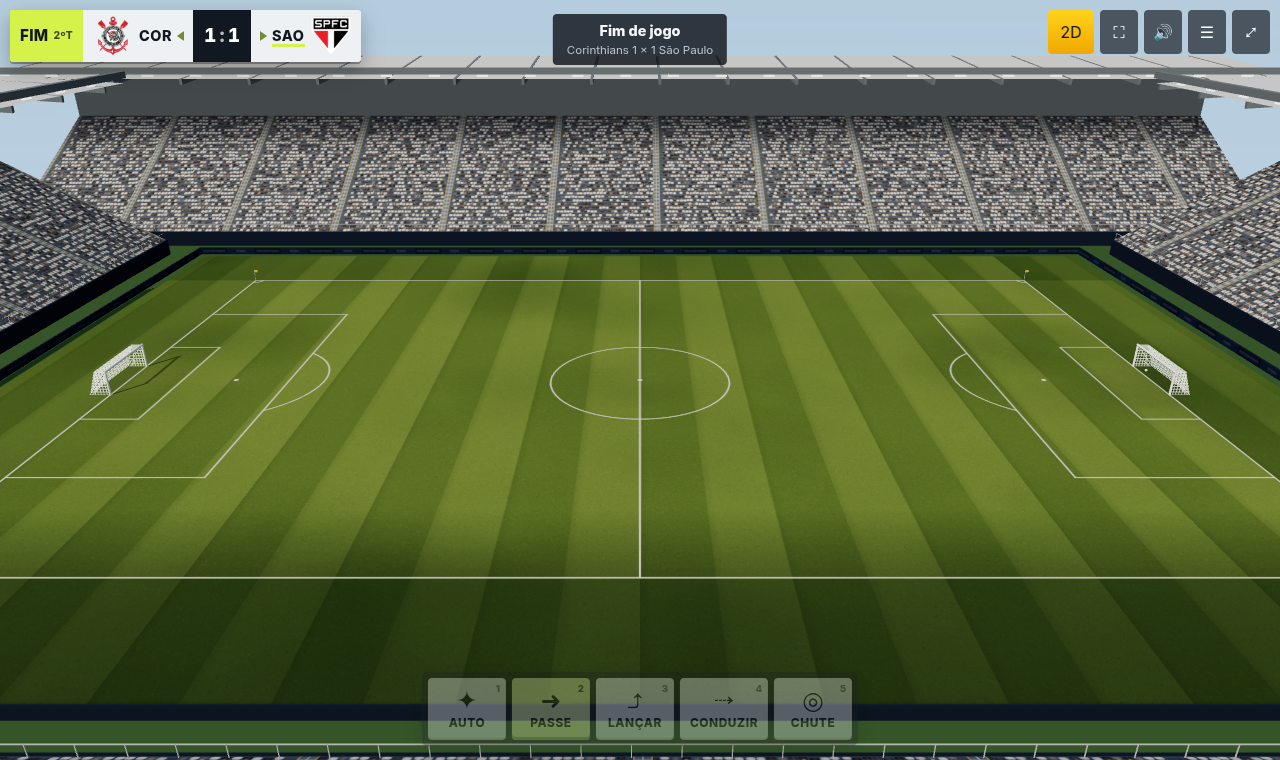 FIM 2ºT COR 1:1 SAO SPFC
Fim de jogo
Corinthians 1 × 1 São Paulo
2D
1 2 3 4 5
AUTO PASSE LANÇAR CONDUZIR CHUTE